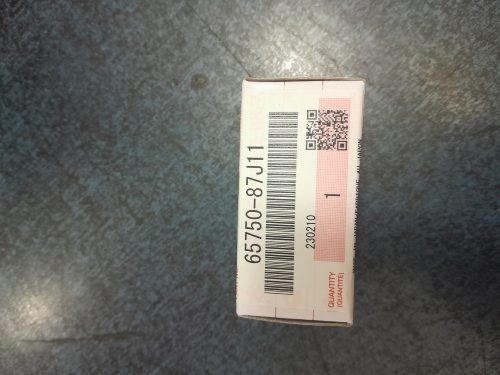 65750-87J11
230210
1
QUANTITY
(QUANTITE)